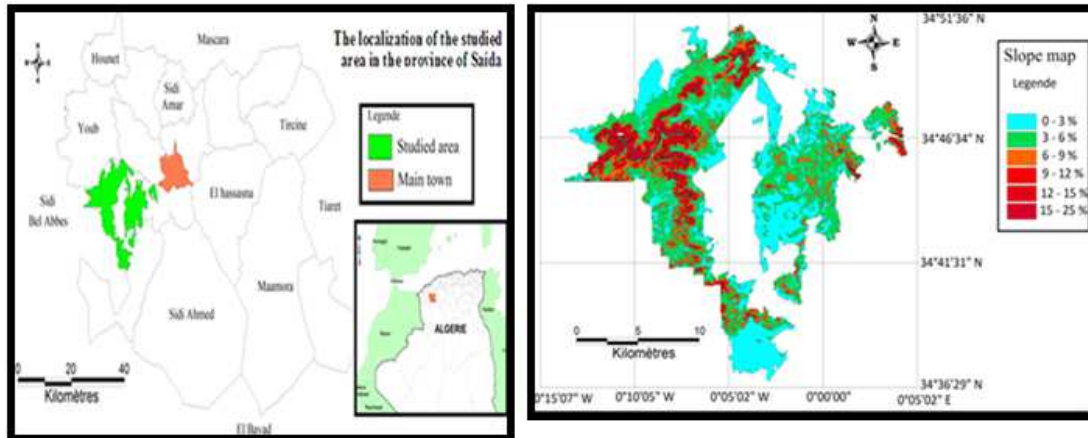 The localization of the studied
area in the province of Saida
Mascara
Hounet
Sidi
Amar
Youb
Tircine
Legende
Studied area
Main town
El hassasna
Sidi
Bel Abbes
Tiaret
Maamora
Sidi Ahmed
ALGERIE
0 20 40
Kilomètres
El Bayad
N
W E
S
34°51'36" N
Slope map
Legende
0 - 3 %
3 - 6 %
6 - 9 %
9 - 12 %
12 - 15 %
15 - 25 %
34°46'34" N
34°41'31" N
0 5 10
Kilomètres
34°36'29" N
0°15'07" W 0°10'05" W 0°05'02" W 0°00'00" 0°05'02 E